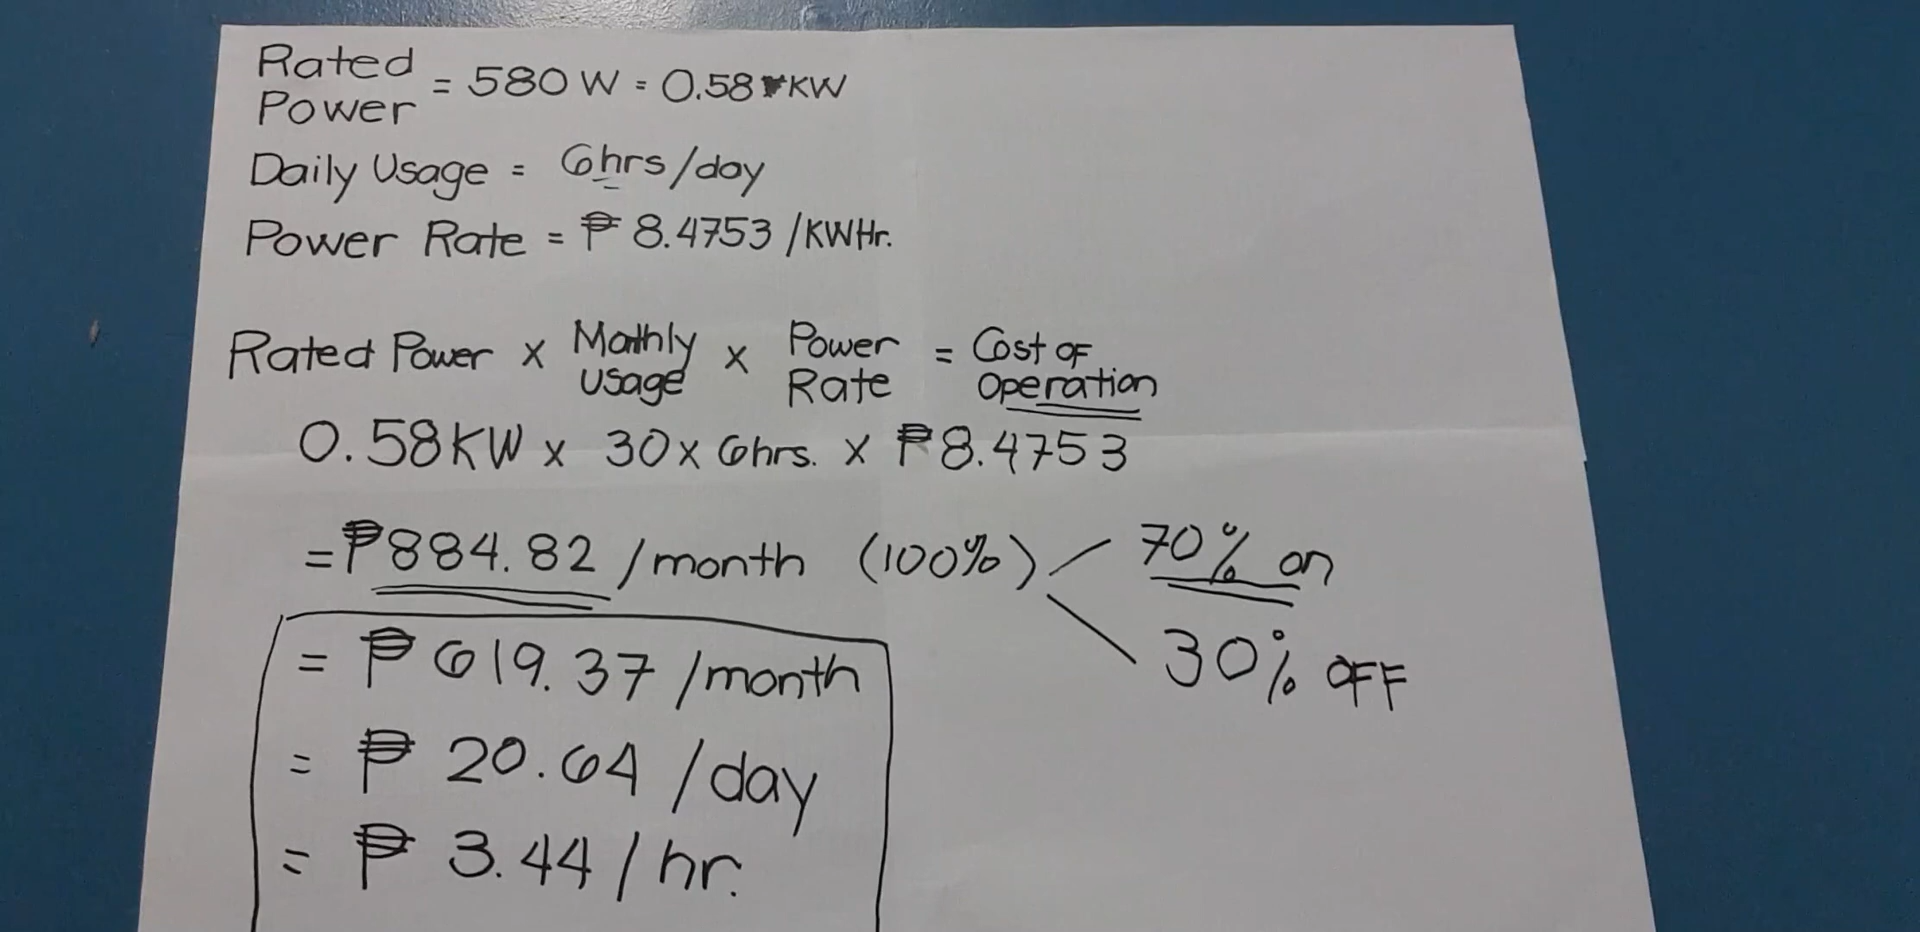 Rated Power = 580 W = 0.58 KW
Daily Usage = 6hrs/day
Power Rate = ₱ 8.4753 /KWHr.
Rated Power x Mothly Usage x Power Rate = Cost of Operation
0.58KW x 30 x 6hrs. x ₱8.4753
= ₱884.82 /month (100%) 70% on
30% OFF
= ₱ 619.37 /month
= ₱ 20.64 /day
= ₱ 3.44 / hr.